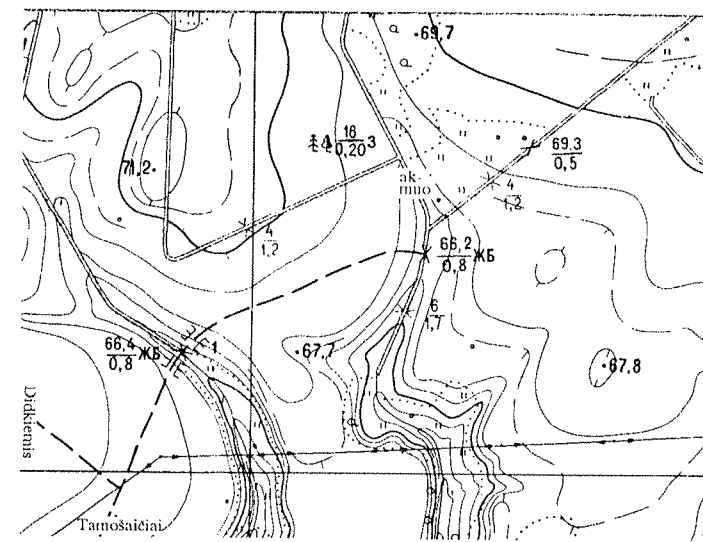 69,7
16
0,20 3
71,2
69.3
0,5
ak-
muo
4
1,2
4
1,2
66,2 ЖБ
0,8
6
1,7
66,4 ЖБ
0,8
1
67,7
67,8
Didkiemis
Tamošaičiai